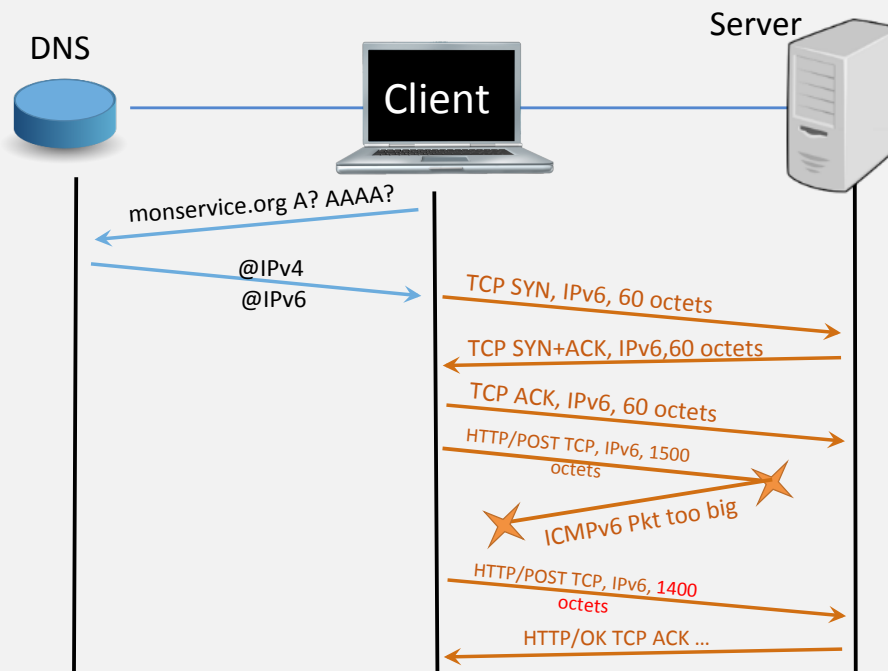 DNS
Client
Server
monservice.org A? AAAA?
@IPv4
@IPv6
TCP SYN, IPv6, 60 octets
TCP SYN+ACK, IPv6,60 octets
TCP ACK, IPv6, 60 octets
HTTP/POST TCP, IPv6, 1500
octets
ICMPv6 Pkt too big
HTTP/POST TCP, IPv6, 1400
octets
HTTP/OK TCP ACK ...